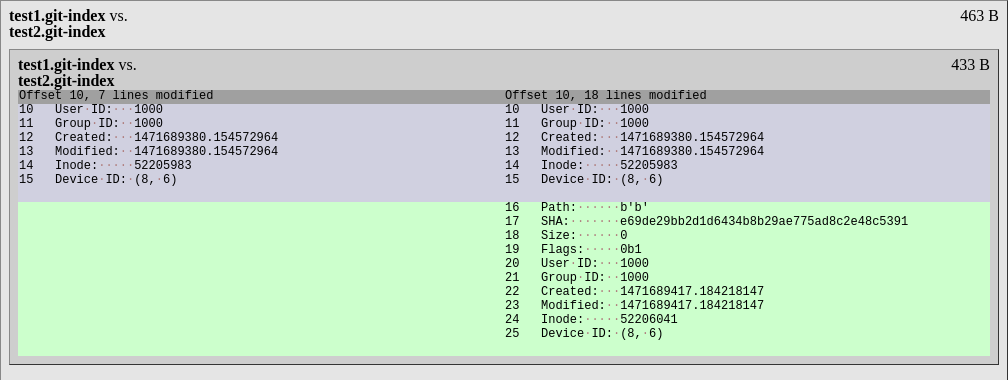 test1.git-index vs. 463 B
test2.git-index
test1.git-index vs. 433 B
test2.git-index
Offset 10, 7 lines modified Offset 10, 18 lines modified
10 User·ID:···1000 10 User·ID:···1000
11 Group·ID:··1000 11 Group·ID:··1000
12 Created:···1471689380.154572964 12 Created:···1471689380.154572964
13 Modified:··1471689380.154572964 13 Modified:··1471689380.154572964
14 Inode:·····52205983 14 Inode:·····52205983
15 Device·ID:·(8,·6) 15 Device·ID:·(8,·6)
16 Path:······b'b'
17 SHA:·······e69de29bb2d1d6434b8b29ae775ad8c2e48c5391
18 Size:······0
19 Flags:·····0b1
20 User·ID:···1000
21 Group·ID:··1000
22 Created:···1471689417.184218147
23 Modified:··1471689417.184218147
24 Inode:·····52206041
25 Device·ID:·(8,·6)